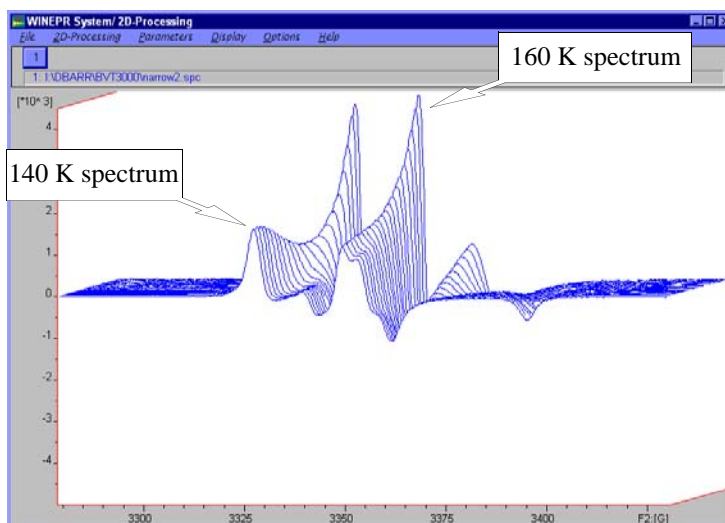 WINEPR System/ 2D-Processing
File 2D-Processing Parameters Display Options Help
1
1: I:\DBARR\BVT3000\narrow2.spc
160 K spectrum
[*10^ 3]
4
140 K spectrum
2
1
0
-1
-2
-3
-4
3300 3325 3350 3375 3400 F2:[G]